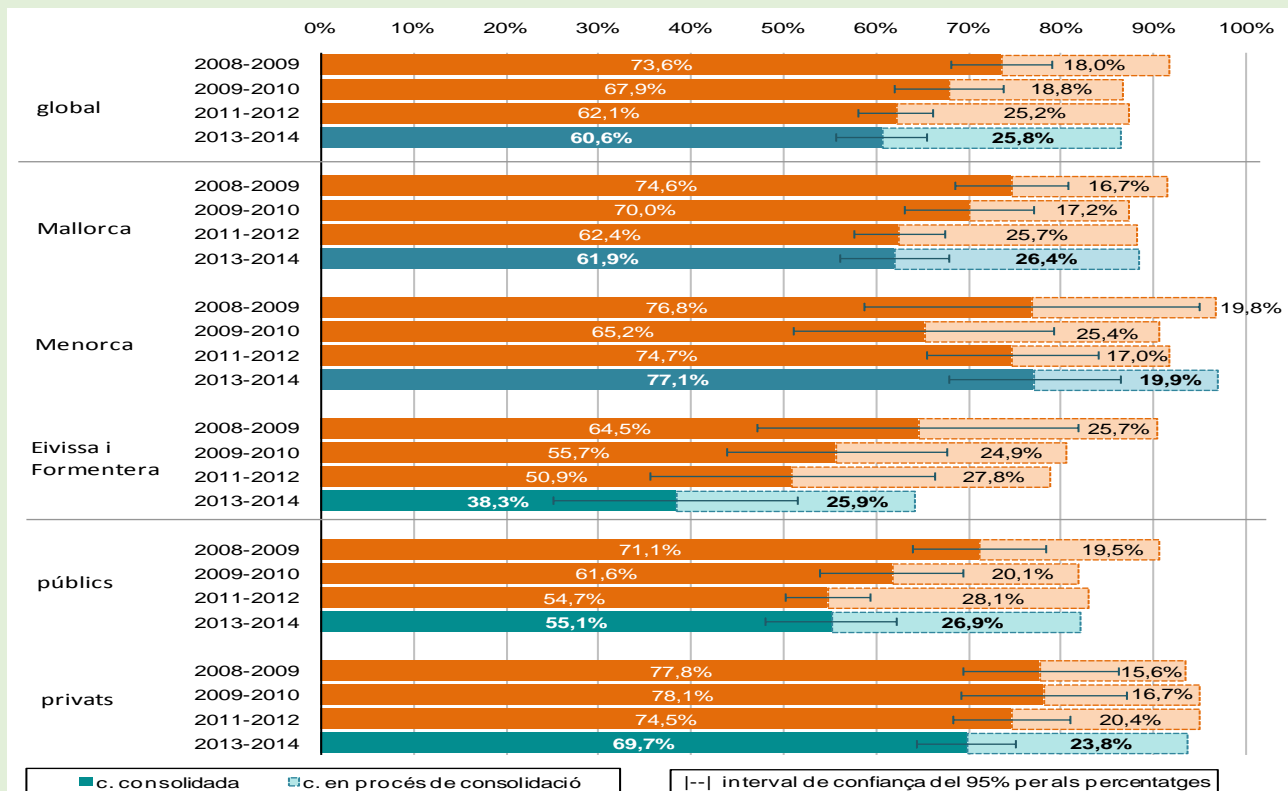 0% 10% 20% 30% 40% 50% 60% 70% 80% 90% 100%
global
2008-2009 73,6% 18,0%
2009-2010 67,9% 18,8%
2011-2012 62,1% 25,2%
2013-2014 60,6% 25,8%
Mallorca
2008-2009 74,6% 16,7%
2009-2010 70,0% 17,2%
2011-2012 62,4% 25,7%
2013-2014 61,9% 26,4%
Menorca
2008-2009 76,8% 19,8%
2009-2010 65,2% 25,4%
2011-2012 74,7% 17,0%
2013-2014 77,1% 19,9%
Eivissa i
Formentera
2008-2009 64,5% 25,7%
2009-2010 55,7% 24,9%
2011-2012 50,9% 27,8%
2013-2014 38,3% 25,9%
públics
2008-2009 71,1% 19,5%
2009-2010 61,6% 20,1%
2011-2012 54,7% 28,1%
2013-2014 55,1% 26,9%
privats
2008-2009 77,8% 15,6%
2009-2010 78,1% 16,7%
2011-2012 74,5% 20,4%
2013-2014 69,7% 23,8%
c. consolidada c. en procés de consolidació |--| interval de confiança del 95% per als percentatges